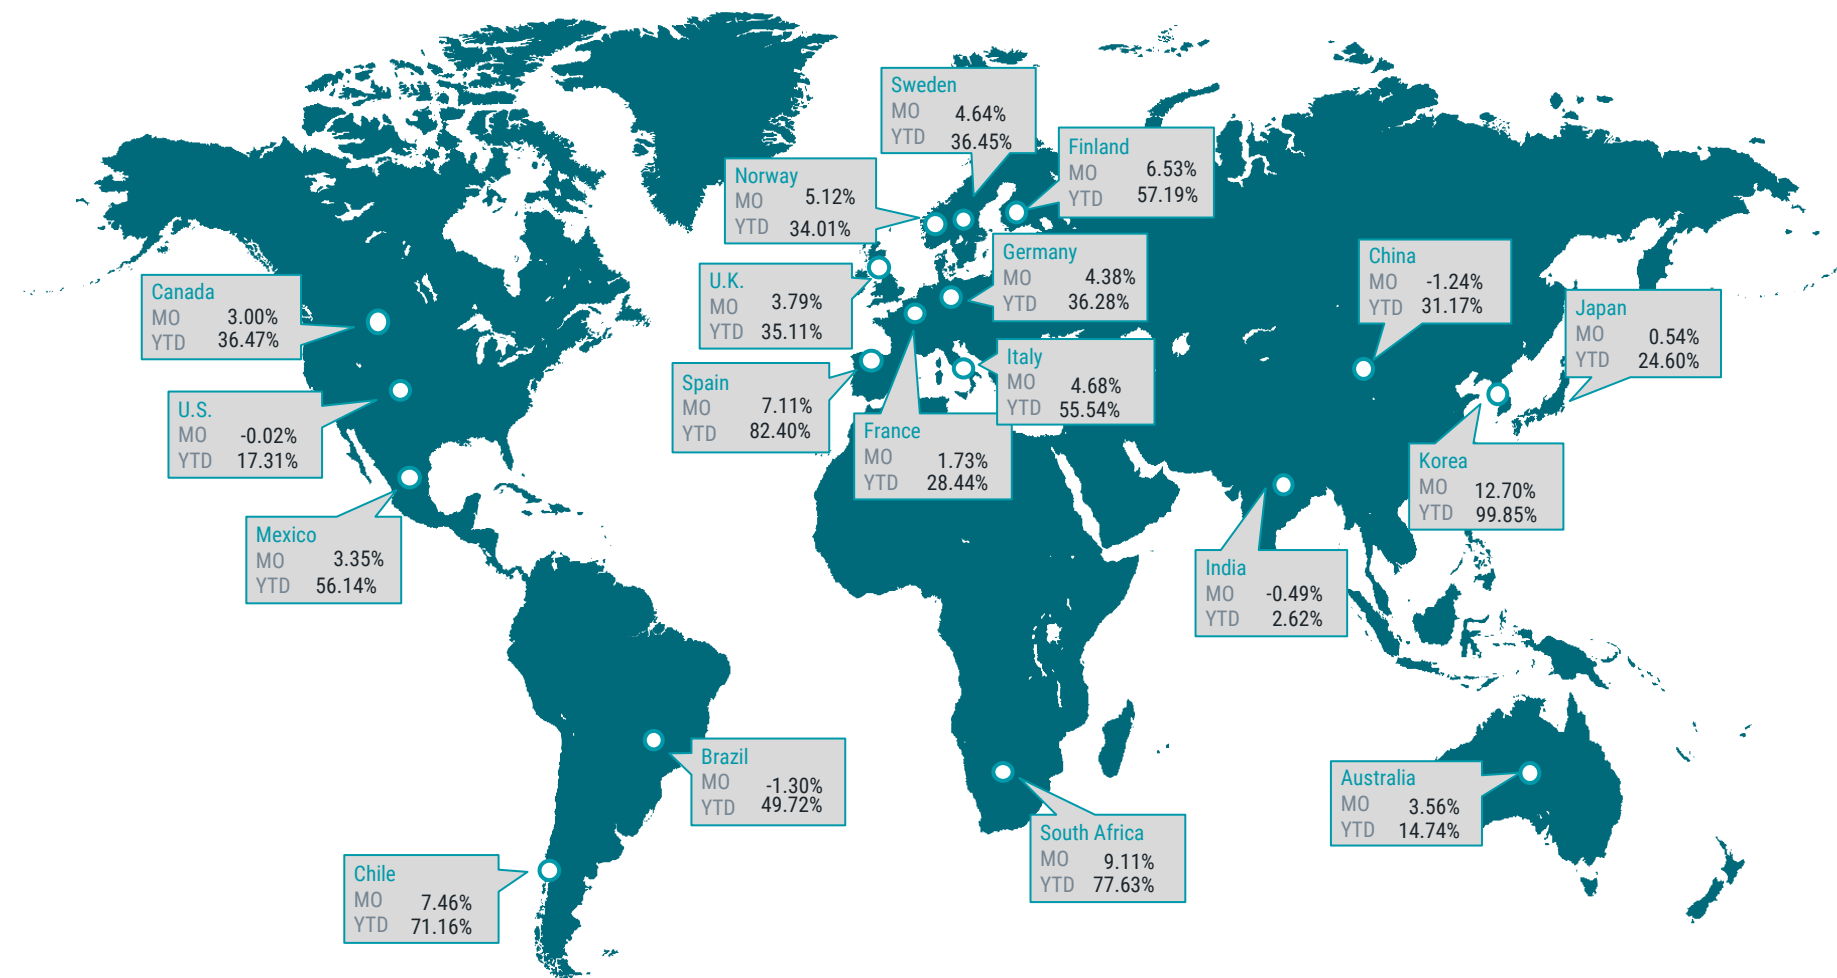 Sweden
MO 4.64%
YTD 36.45%
Finland
MO 6.53%
YTD 57.19%
Norway
MO 5.12%
YTD 34.01%
Germany
MO 4.38%
YTD 36.28%
China
MO -1.24%
YTD 31.17%
U.K.
MO 3.79%
YTD 35.11%
Canada
MO 3.00%
YTD 36.47%
Japan
MO 0.54%
YTD 24.60%
Italy
MO 4.68%
YTD 55.54%
Spain
MO 7.11%
YTD 82.40%
U.S.
MO -0.02%
YTD 17.31%
France
MO 1.73%
YTD 28.44%
Korea
MO 12.70%
YTD 99.85%
Mexico
MO 3.35%
YTD 56.14%
India
MO -0.49%
YTD 2.62%
Brazil
MO -1.30%
YTD 49.72%
Australia
MO 3.56%
YTD 14.74%
South Africa
MO 9.11%
YTD 77.63%
Chile
MO 7.46%
YTD 71.16%